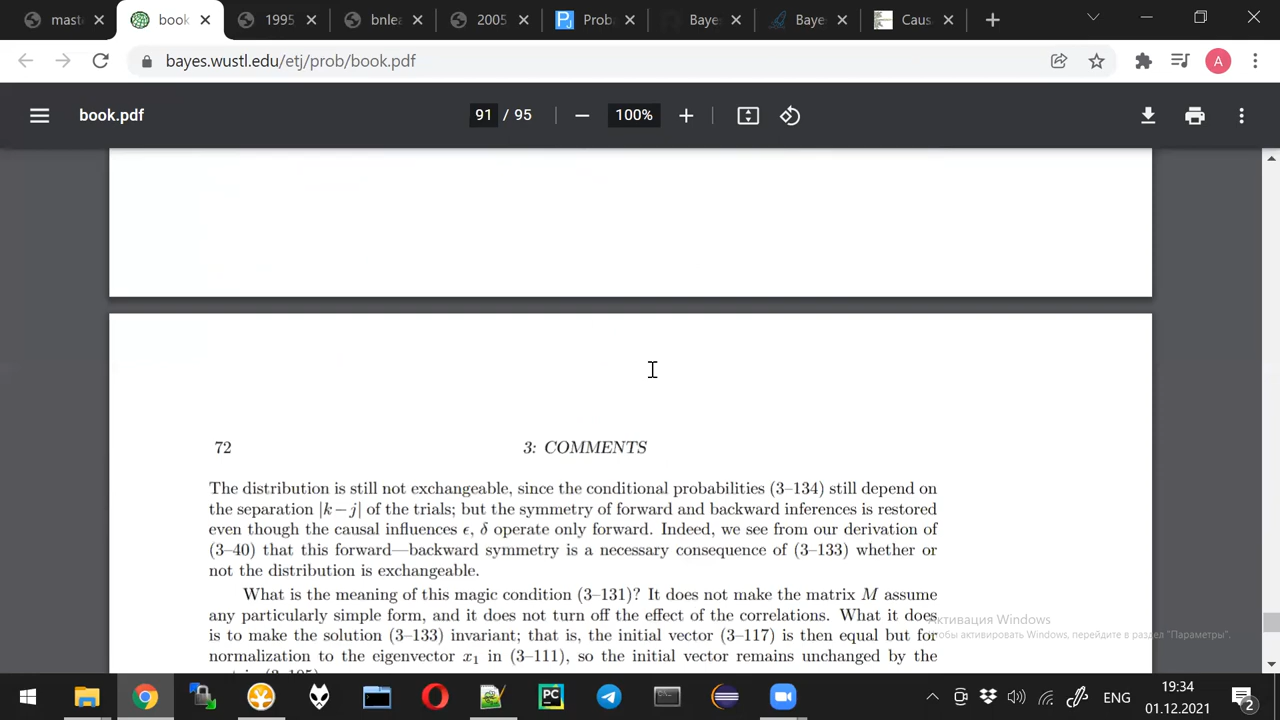 mast
book
1995
bnlea
2005
Prob
Baye
Baye
Caus
bayes.wustl.edu/etj/prob/book.pdf
A
book.pdf
91 / 95
100%
72
3: COMMENTS
The distribution is still not exchangeable, since the conditional probabilities (3–134) still depend on
the separation |k − j| of the trials; but the symmetry of forward and backward inferences is restored
even though the causal influences ϵ, δ operate only forward. Indeed, we see from our derivation of
(3–40) that this forward—backward symmetry is a necessary consequence of (3–133) whether or
not the distribution is exchangeable.
What is the meaning of this magic condition (3–131)? It does not make the matrix M assume
any particularly simple form, and it does not turn off the effect of the correlations. What it does
is to make the solution (3–133) invariant; that is, the initial vector (3–117) is then equal but for
normalization to the eigenvector x₁ in (3–111), so the initial vector remains unchanged by the
Активация Windows
Чтобы активировать Windows, перейдите в раздел "Параметры".
PC
ENG
19:34
01.12.2021
2